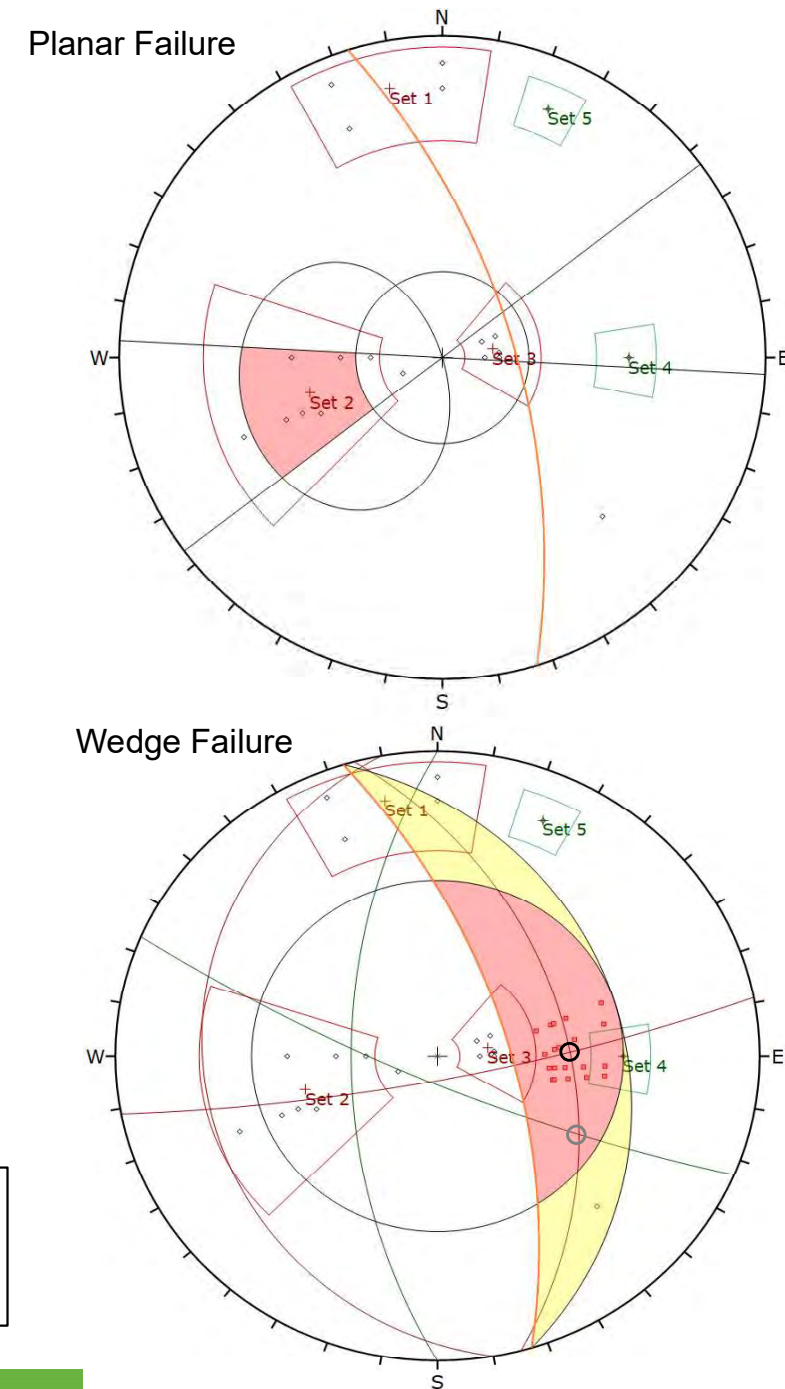 Planar Failure
N
Set 1
Set 5
W
Set 3
Set 4
E
Set 2
S
Wedge Failure
N
Set 1
Set 5
W
Set 3
Set 4
E
Set 2
S